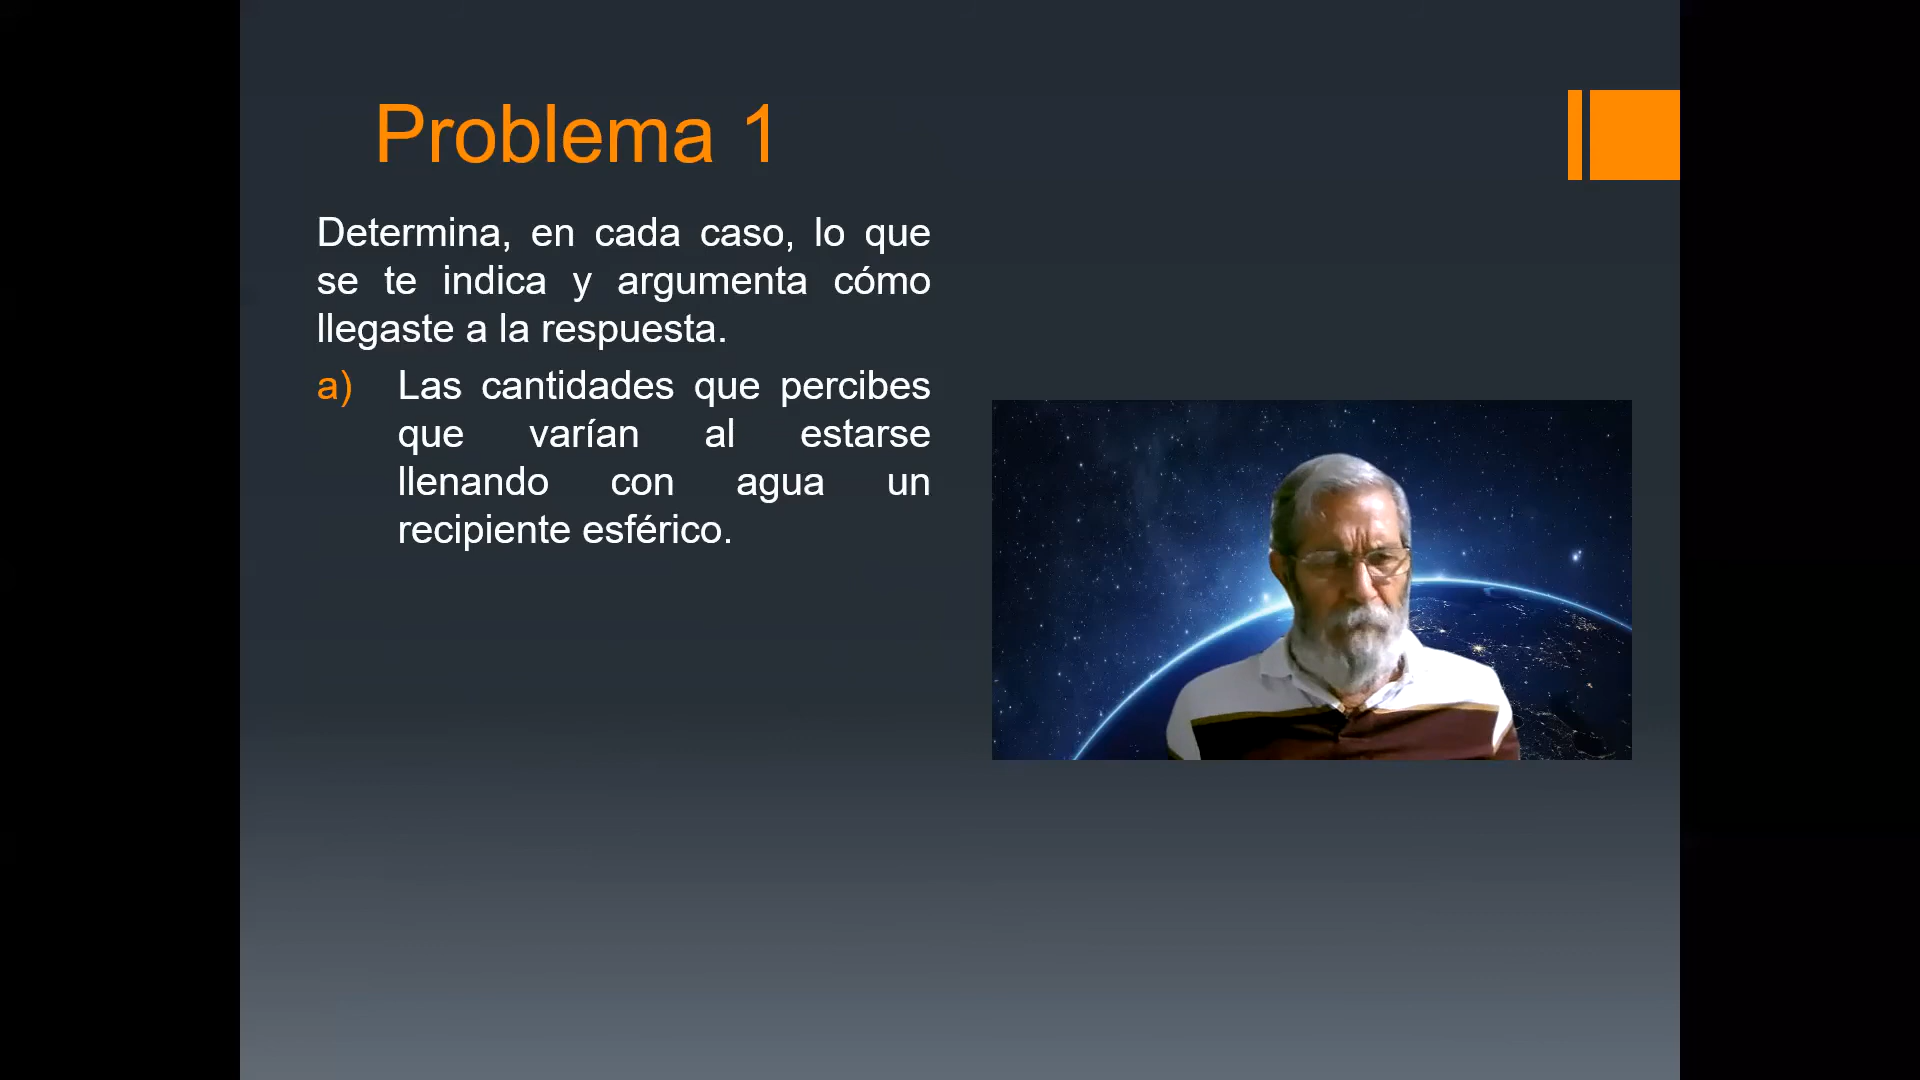 Problema 1
Determina, en cada caso, lo que
se te indica y argumenta cómo
llegaste a la respuesta.
a) Las cantidades que percibes
que varían al estarse
llenando con agua un
recipiente esférico.